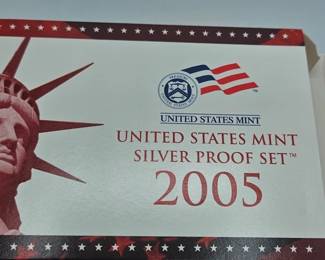 UNITED STATES MINT
UNITED STATES MINT
SILVER PROOF SET™
2005